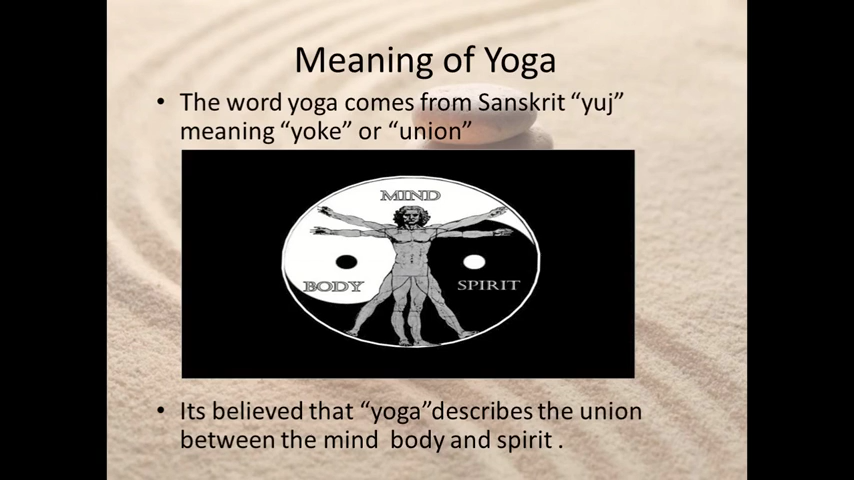 Meaning of Yoga
• The word yoga comes from Sanskrit “yuj”
meaning “yoke” or “union”
MIND
BODY
SPIRIT
• Its believed that “yoga”describes the union
between the mind body and spirit .